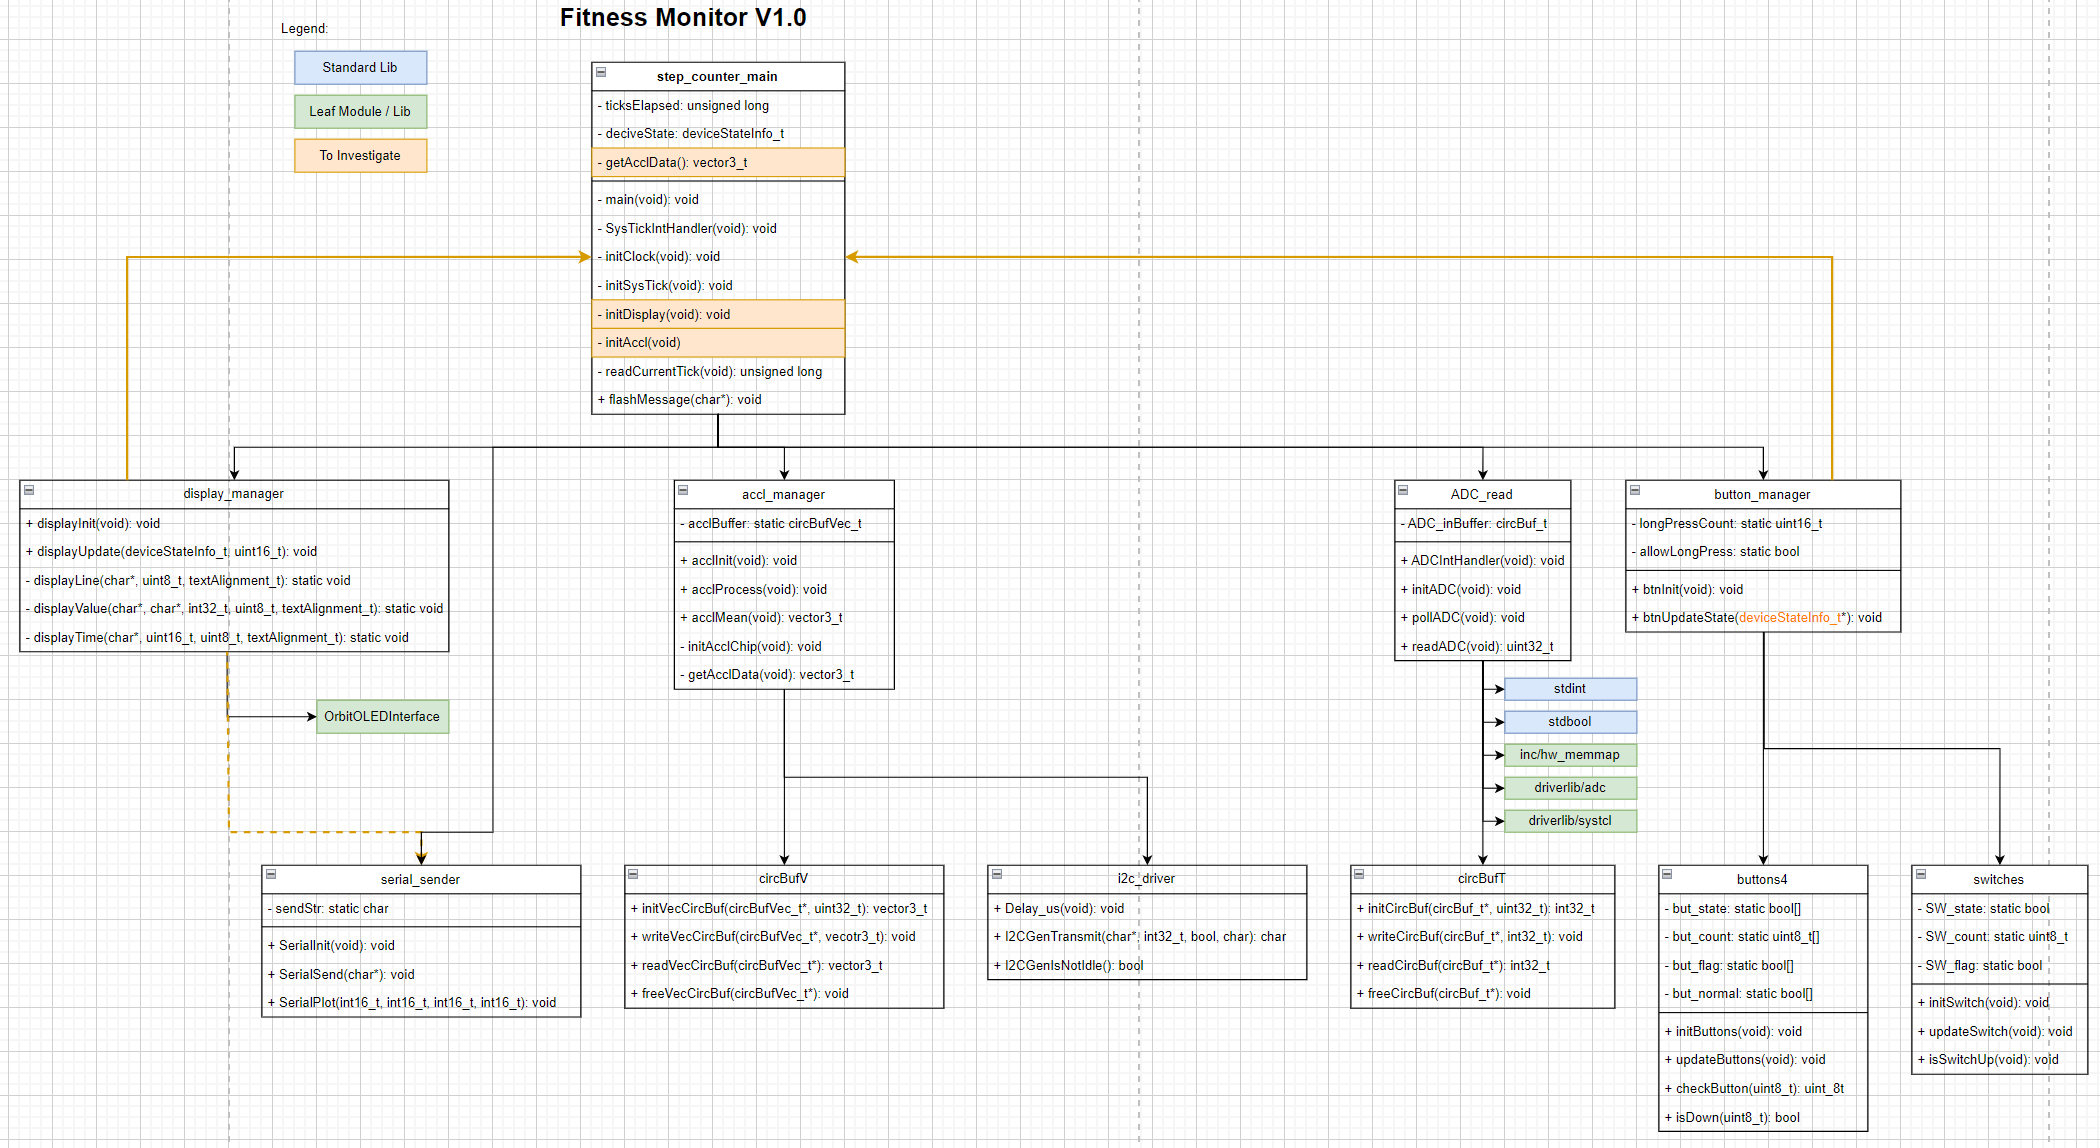 Fitness Monitor V1.0
Legend:
Standard Lib
Leaf Module / Lib
To Investigate
step_counter_main
- ticksElapsed: unsigned long
- deciveState: deviceStateInfo_t
- getAcclData(): vector3_t
- main(void): void
- SysTickIntHandler(void): void
- initClock(void): void
- initSysTick(void): void
- initDisplay(void): void
- initAccl(void)
- readCurrentTick(void): unsigned long
+ flashMessage(char*): void
display_manager
+ displayInit(void): void
+ displayUpdate(deviceStateInfo_t, uint16_t): void
- displayLine(char*, uint8_t, textAlignment_t): static void
- displayValue(char*, char*, int32_t, uint8_t, textAlignment_t): static void
- displayTime(char*, uint16_t, uint8_t, textAlignment_t): static void
OrbitOLEDInterface
accl_manager
- acclBuffer: static circBufVec_t
+ acclInit(void): void
+ acclProcess(void): void
+ acclMean(void): vector3_t
- initAcclChip(void): void
- getAcclData(void): vector3_t
ADC_read
- ADC_inBuffer: circBuf_t
+ ADCIntHandler(void): void
+ initADC(void): void
+ pollADC(void): void
+ readADC(void): uint32_t
stdint
stdbool
inc/hw_memmap
driverlib/adc
driverlib/systcl
button_manager
- longPressCount: static uint16_t
- allowLongPress: static bool
+ btnInit(void): void
+ btnUpdateState(deviceStateInfo_t*): void
serial_sender
- sendStr: static char
+ SerialInit(void): void
+ SerialSend(char*): void
+ SerialPlot(int16_t, int16_t, int16_t, int16_t): void
circBufV
+ initVecCircBuf(circBufVec_t*, uint32_t): vector3_t
+ writeVecCircBuf(circBufVec_t*, vecotr3_t): void
+ readVecCircBuf(circBufVec_t*): vector3_t
+ freeVecCircBuf(circBufVec_t*): void
i2c_driver
+ Delay_us(void): void
+ I2CGenTransmit(char*, int32_t, bool, char): char
+ I2CGenIsNotIdle(): bool
circBufT
+ initCircBuf(circBuf_t*, uint32_t): int32_t
+ writeCircBuf(circBuf_t*, int32_t): void
+ readCircBuf(circBuf_t*): int32_t
+ freeCircBuf(circBuf_t*): void
buttons4
- but_state: static bool[]
- but_count: static uint8_t[]
- but_flag: static bool[]
- but_normal: static bool[]
+ initButtons(void): void
+ updateButtons(void): void
+ checkButton(uint8_t): uint_8t
+ isDown(uint8_t): bool
switches
- SW_state: static bool
- SW_count: static uint8_t
- SW_flag: static bool
+ initSwitch(void): void
+ updateSwitch(void): void
+ isSwitchUp(void): void